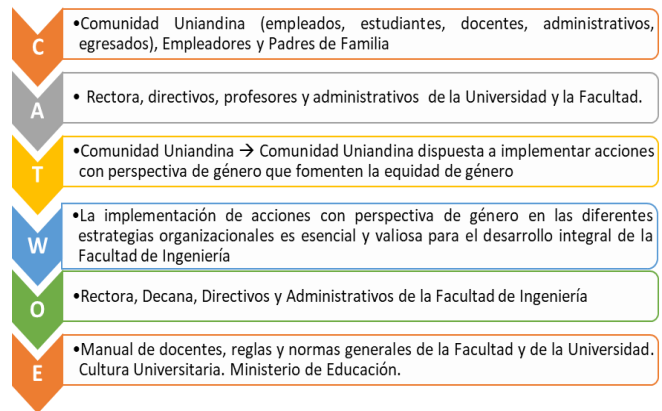 C
•Comunidad Uniandina (empleados, estudiantes, docentes, administrativos,
egresados), Empleadores y Padres de Familia
A
• Rectora, directivos, profesores y administrativos de la Universidad y la Facultad.
T
•Comunidad Uniandina → Comunidad Uniandina dispuesta a implementar acciones
con perspectiva de género que fomenten la equidad de género
W
•La implementación de acciones con perspectiva de género en las diferentes
estrategias organizacionales es esencial y valiosa para el desarrollo integral de la
Facultad de Ingeniería
O
•Rectora, Decana, Directivos y Administrativos de la Facultad de Ingeniería
E
•Manual de docentes, reglas y normas generales de la Facultad y de la Universidad.
Cultura Universitaria. Ministerio de Educación.